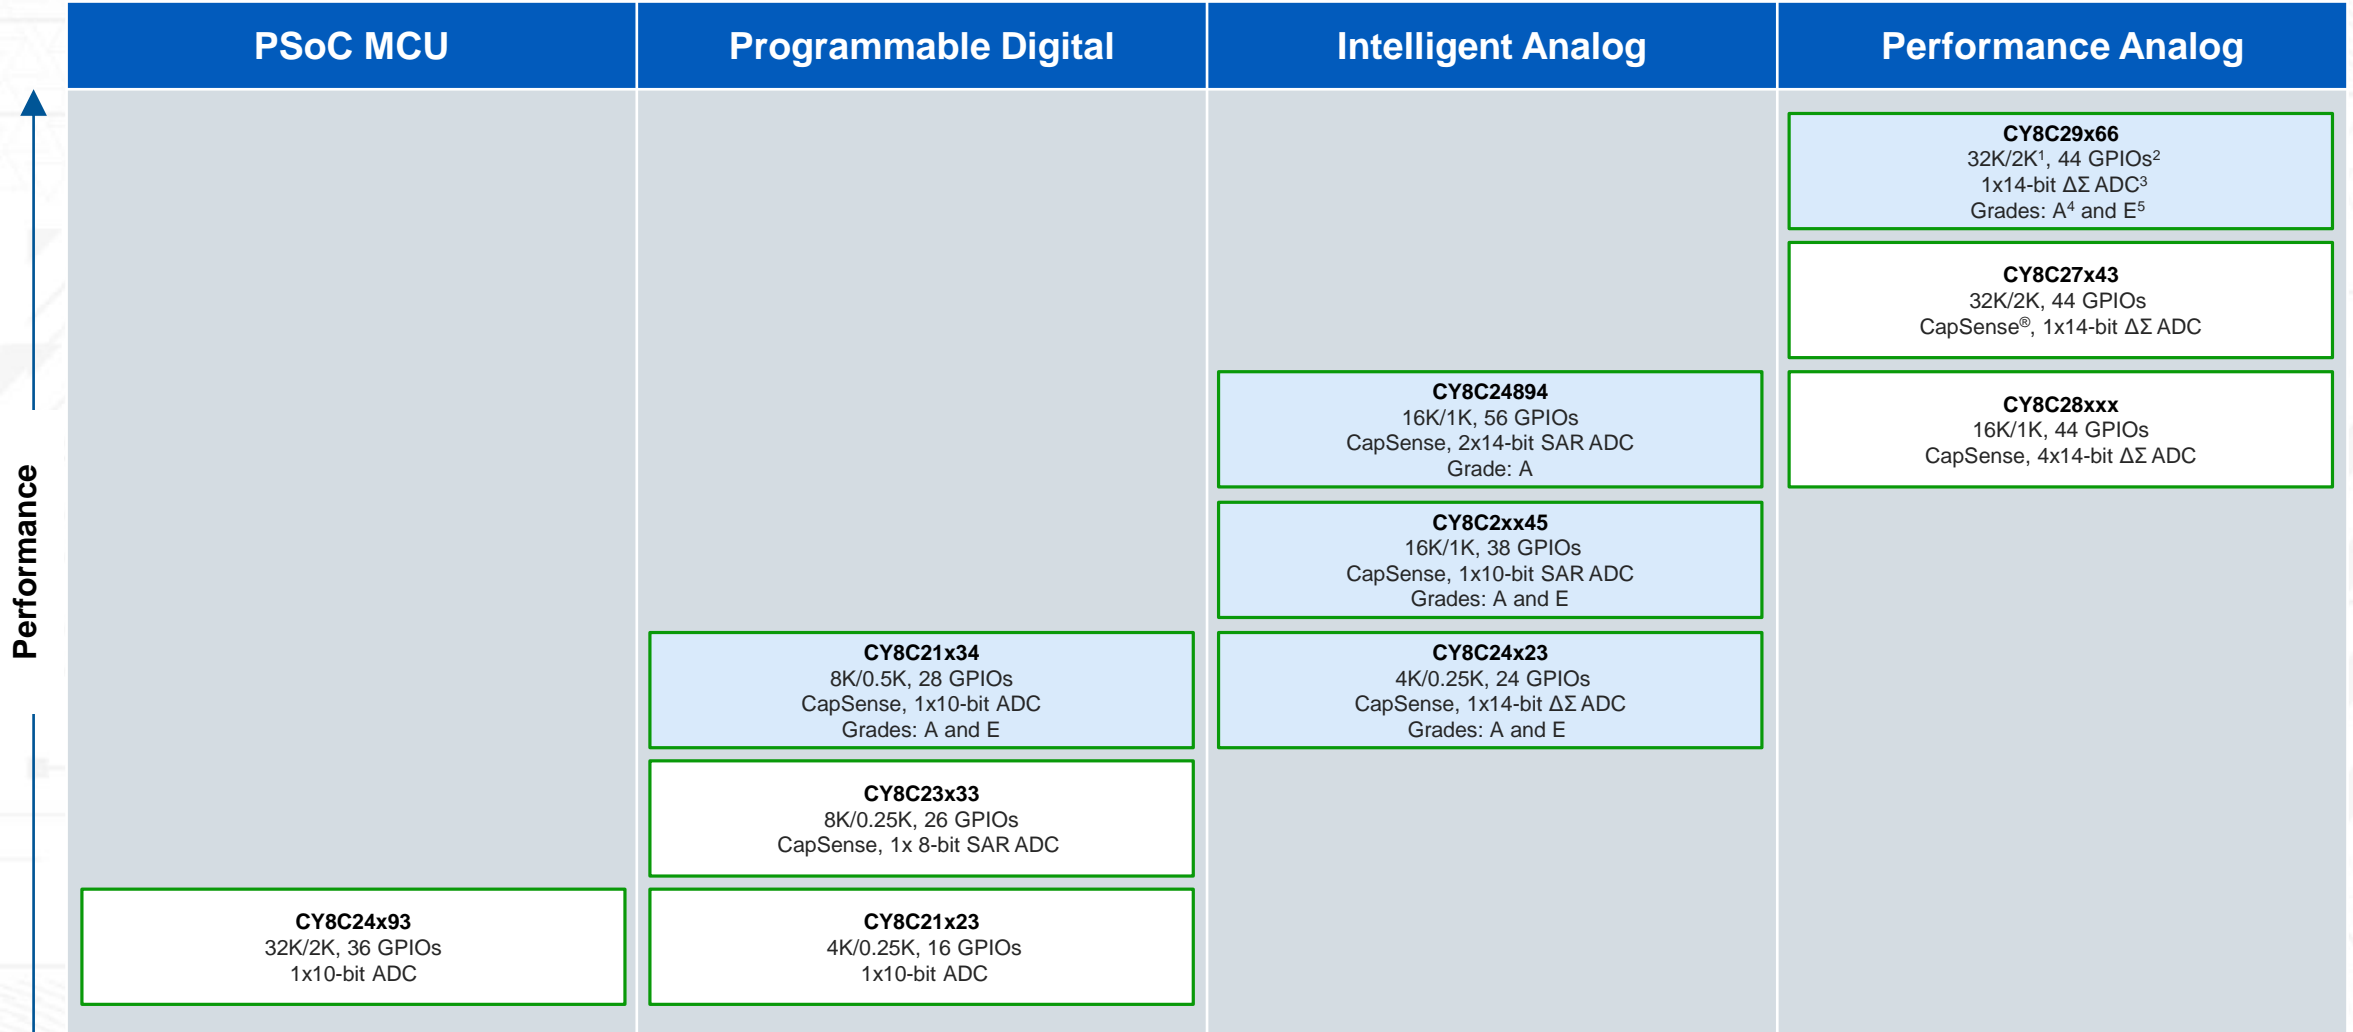 PSoC MCU
Programmable Digital
Intelligent Analog
Performance Analog
Performance
CY8C24x93
32K/2K, 36 GPIOs
1x10-bit ADC
CY8C21x34
8K/0.5K, 28 GPIOs
CapSense, 1x10-bit ADC
Grades: A and E
CY8C23x33
8K/0.25K, 26 GPIOs
CapSense, 1x 8-bit SAR ADC
CY8C21x23
4K/0.25K, 16 GPIOs
1x10-bit ADC
CY8C24894
16K/1K, 56 GPIOs
CapSense, 2x14-bit SAR ADC
Grade: A
CY8C2xx45
16K/1K, 38 GPIOs
CapSense, 1x10-bit SAR ADC
Grades: A and E
CY8C24x23
4K/0.25K, 24 GPIOs
CapSense, 1x14-bit ΔΣ ADC
Grades: A and E
CY8C29x66
32K/2K¹, 44 GPIOs²
1x14-bit ΔΣ ADC³
Grades: A⁴ and E⁵
CY8C27x43
32K/2K, 44 GPIOs
CapSense®, 1x14-bit ΔΣ ADC
CY8C28xxx
16K/1K, 44 GPIOs
CapSense, 4x14-bit ΔΣ ADC